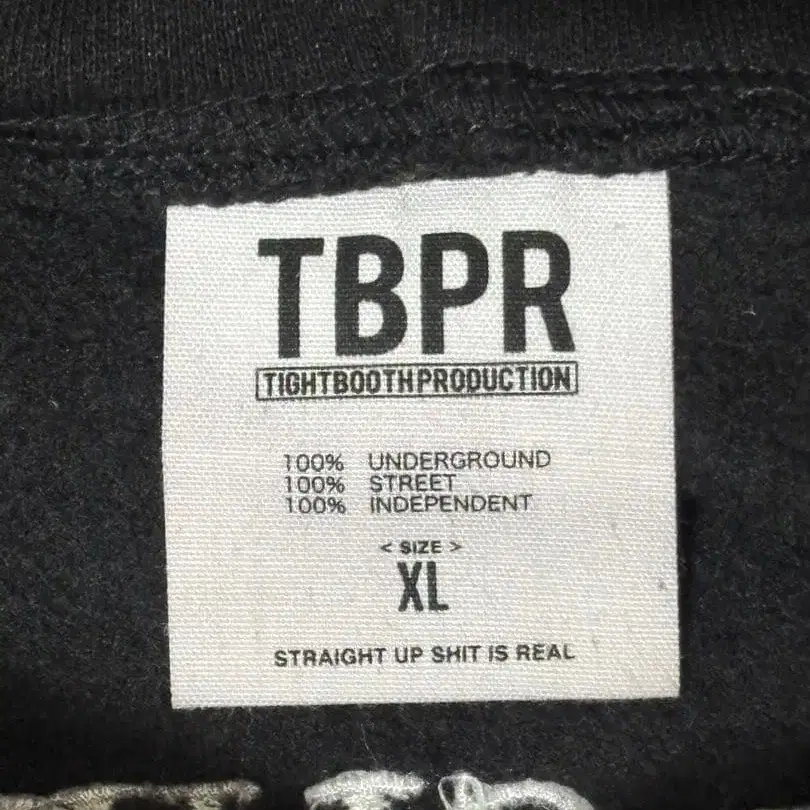 TBPR
TIGHTBOOTHPRODUCTION
100% UNDERGROUND
100% STREET
100% INDEPENDENT
< SIZE >
XL
STRAIGHT UP SHIT IS REAL